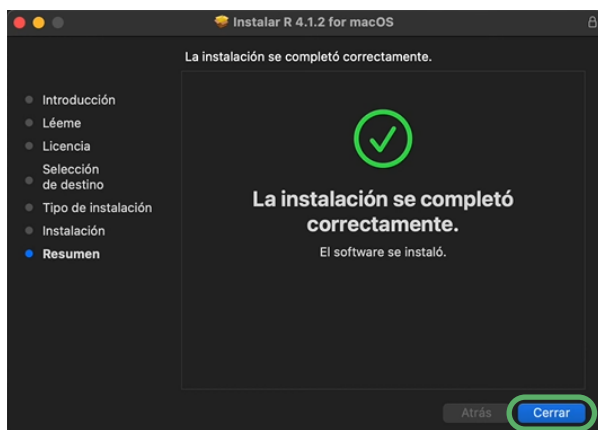 Instalar R 4.1.2 for macOS
La instalación se completó correctamente.
Introducción
Léeme
Licencia
Selección
de destino
Tipo de instalación
Instalación
Resumen
La instalación se completó
correctamente.
El software se instaló.
Atrás
Cerrar